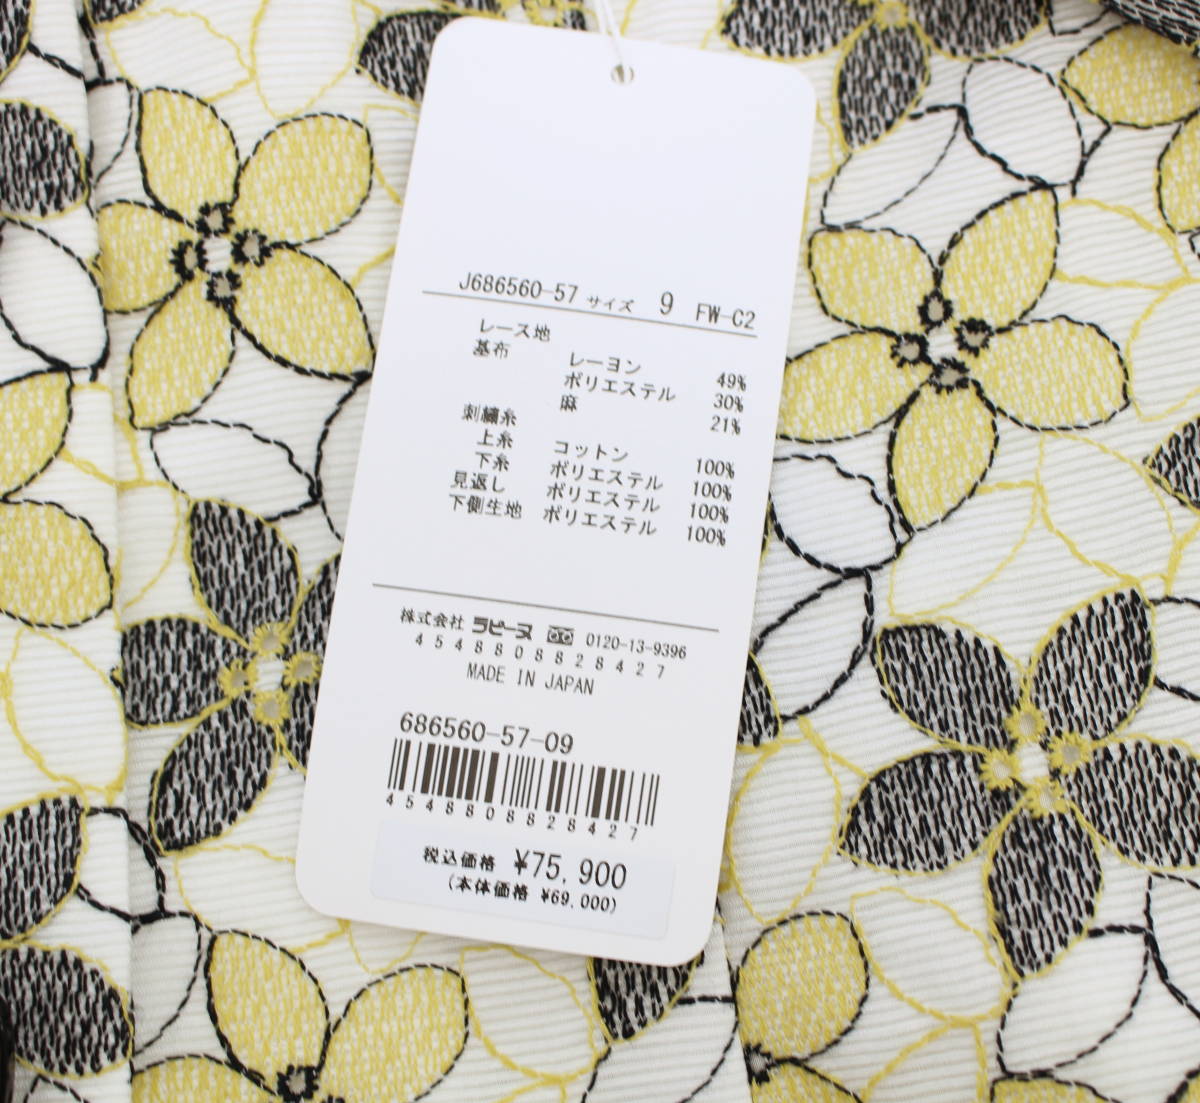 J686560-57 サイズ 9 FW-C2
レース地
基布 レーヨン 49%
ポリエステル 30%
麻 21%
刺繍糸
上糸 コットン 100%
下糸 ポリエステル 100%
見返し ポリエステル 100%
下側生地 ポリエステル 100%
株式会社 ラピーヌ 0120-13-9396
4548808828427
MADE IN JAPAN
686560-57-09
4548808828427
税込価格 ¥75,900
(本体価格 ¥69,000)